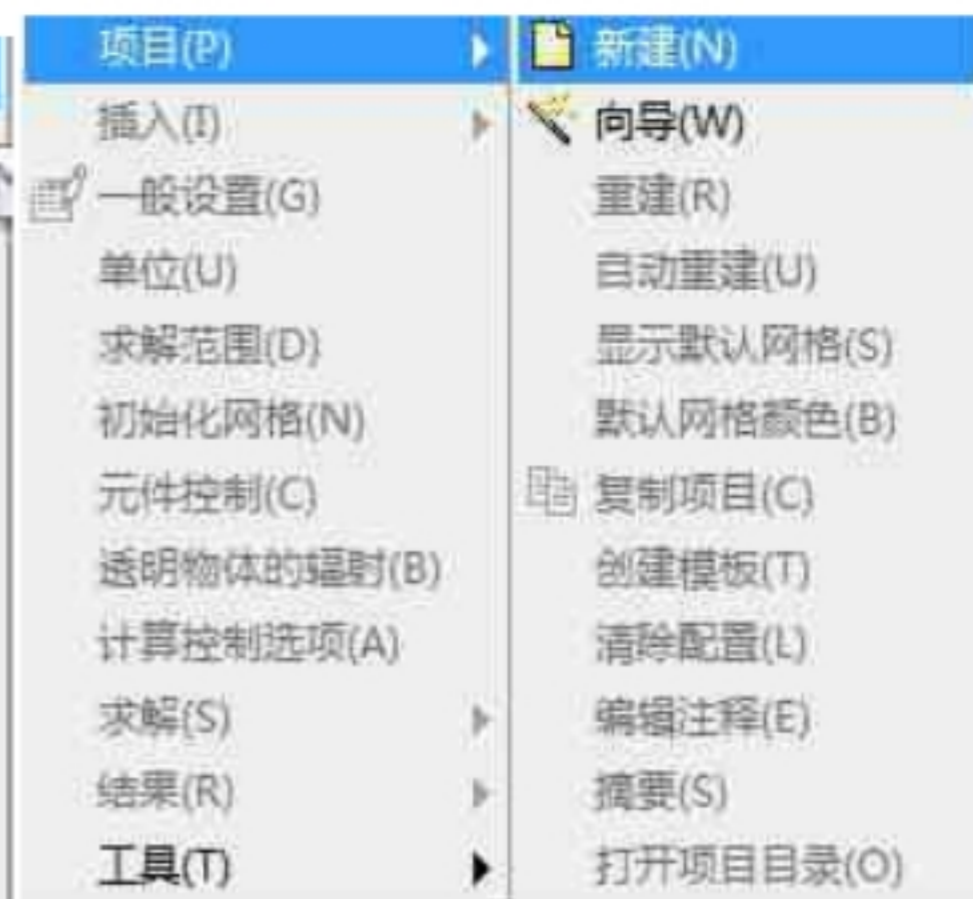 项目(P)
插入(I)
一般设置(G)
单位(U)
求解范围(D)
初始化网格(N)
元件控制(C)
透明物体的辐射(B)
计算控制选项(A)
求解(S)
结果(R)
工具(T)
新建(N)
向导(W)
重建(R)
自动重建(U)
显示默认网格(S)
默认网格颜色(B)
复制项目(C)
创建模板(T)
清除配置(L)
编辑注释(E)
摘要(S)
打开项目目录(O)